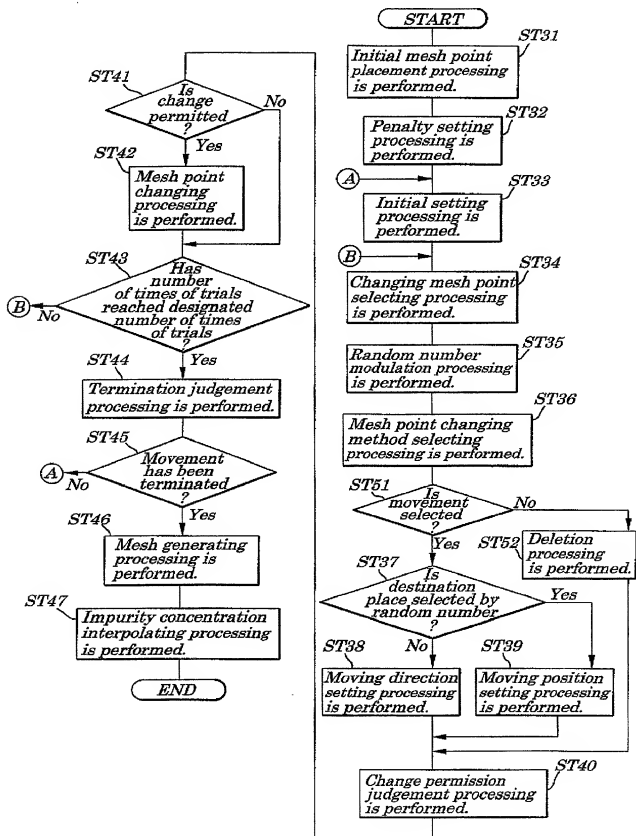 START
ST31
Initial mesh point
placement processing
is performed.
ST32
Penalty setting
processing is
performed.
A
ST33
Initial setting
processing is
performed.
B
ST34
Changing mesh point
selecting processing
is performed.
ST35
Random number
modulation processing
is performed.
ST36
Mesh point changing
method selecting
processing is performed.
ST51
Is
movement
selected
?
No
Yes
ST52
Deletion
processing
is performed.
ST37
Is
destination
place selected by
random number
?
Yes
No
ST38
Moving direction
setting processing
is performed.
ST39
Moving position
setting processing
is performed.
ST40
Change permission
judgement processing
is performed.
ST41
Is
change
permitted
?
No
Yes
ST42
Mesh point
changing
processing
is performed.
ST43
Has
number
of times of trials
reached designated
number of times
of trials
?
B
No
Yes
ST44
Termination judgement
processing is performed.
ST45
Movement
has been
terminated
?
A
No
Yes
ST46
Mesh generating
processing is
performed.
ST47
Impurity concentration
interpolating processing
is performed.
END